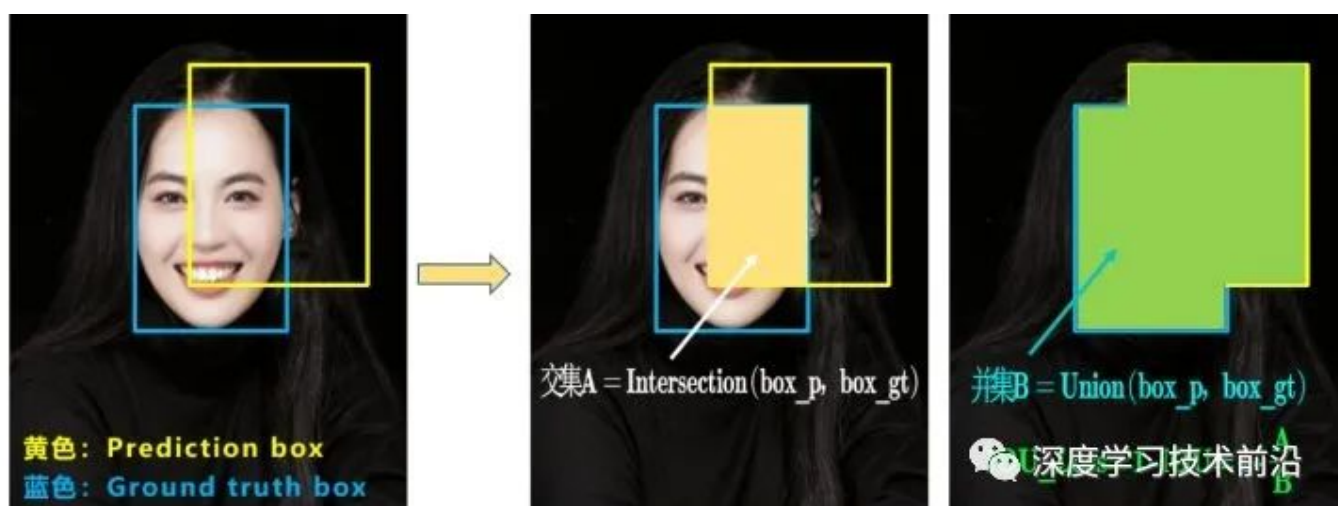 黄色：Prediction box
蓝色：Ground truth box
交集A = Intersection(box_p, box_gt)
并集B = Union(box_p, box_gt)
A
B
深度学习技术前沿